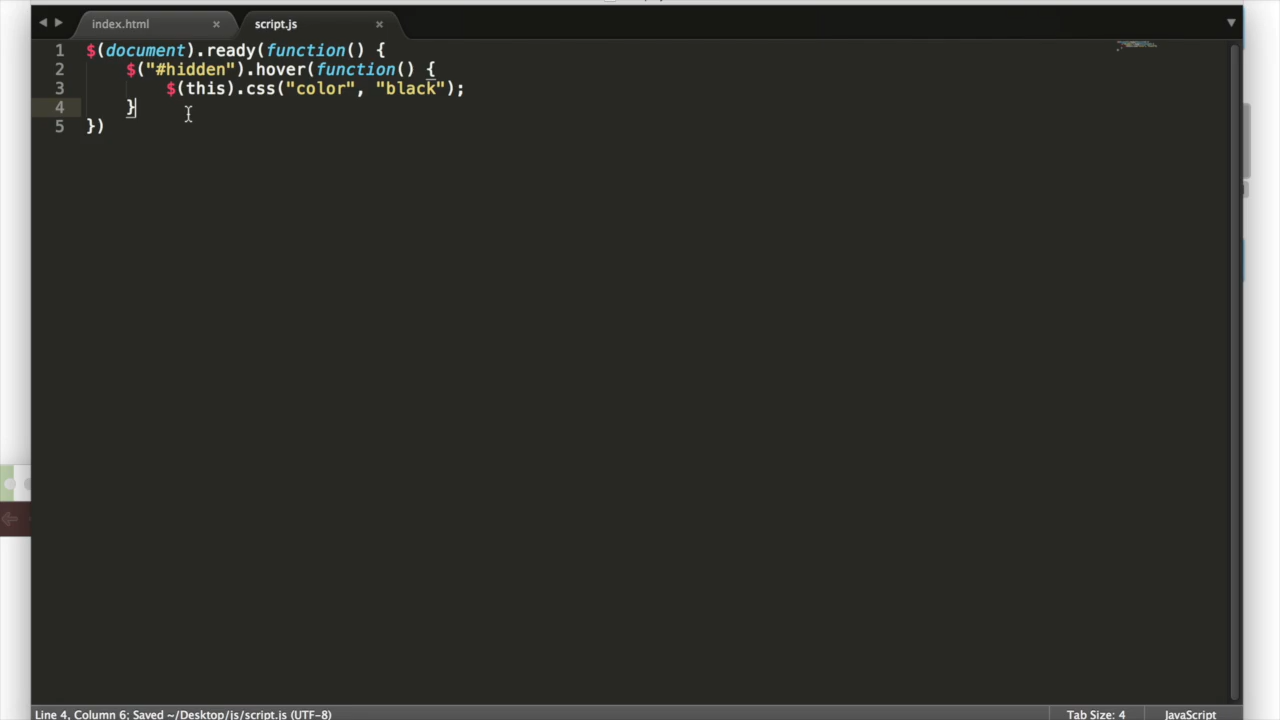 index.html × script.js ×
1 $(document).ready(function() {
2     $("#hidden").hover(function() {
3         $(this).css("color", "black");
4     }
5 })
Line 4, Column 6; Saved ~/Desktop/js/script.js (UTF-8) Tab Size: 4 JavaScript